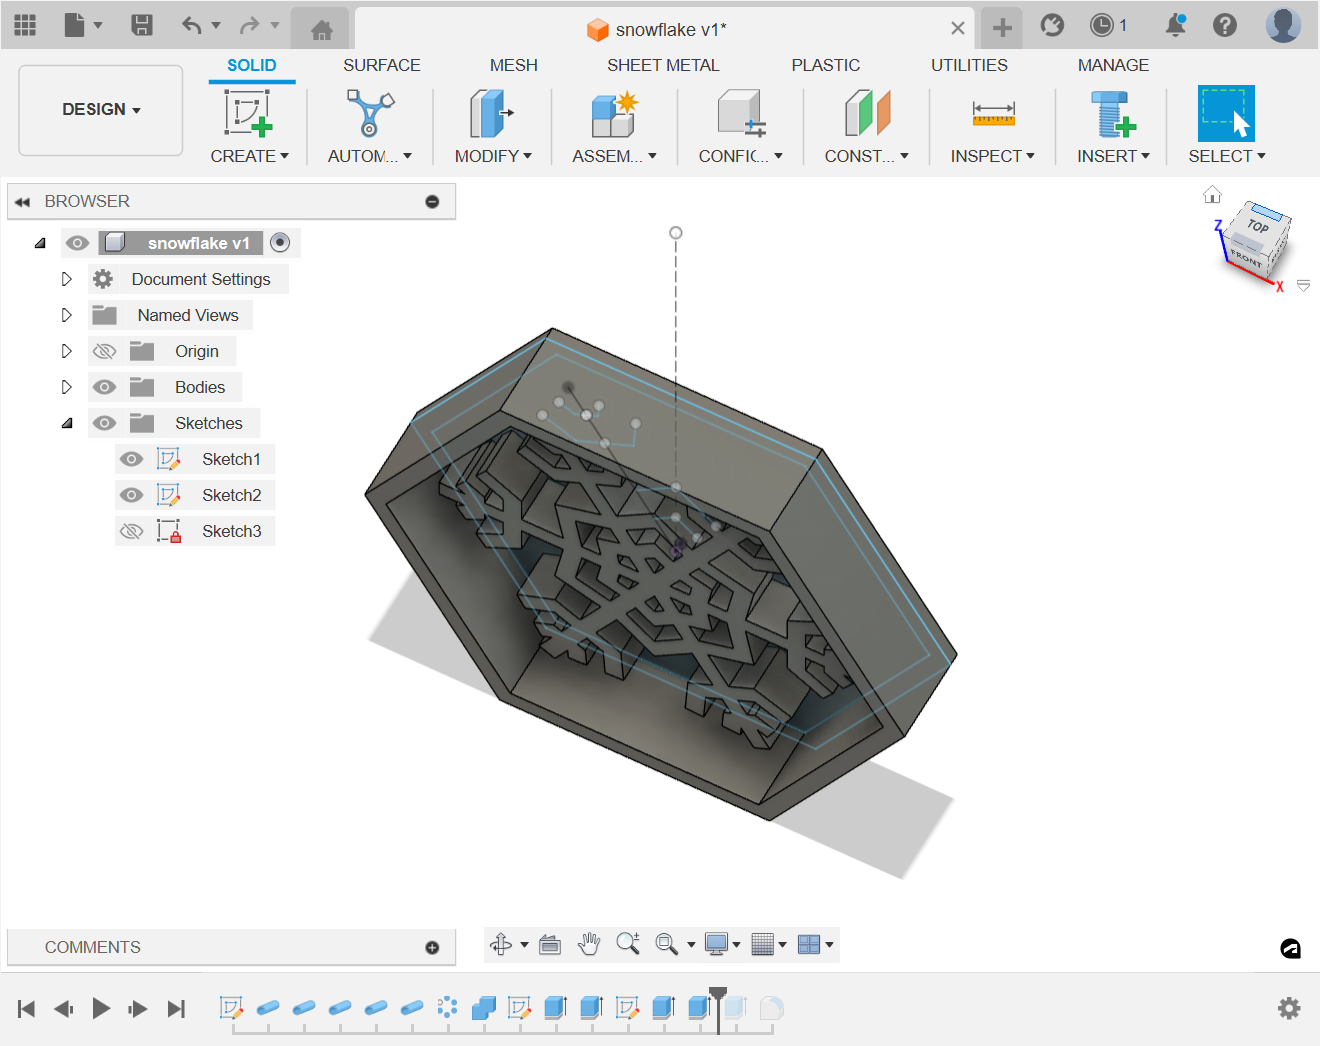 snowflake v1*
1
SOLID
SURFACE
MESH
SHEET METAL
PLASTIC
UTILITIES
MANAGE
DESIGN
CREATE
AUTOM...
MODIFY
ASSEM...
CONFIC...
CONST...
INSPECT
INSERT
SELECT
BROWSER
snowflake v1
Document Settings
Named Views
Origin
Bodies
Sketches
Sketch1
Sketch2
Sketch3
TOP
Z
FRONT
X
COMMENTS